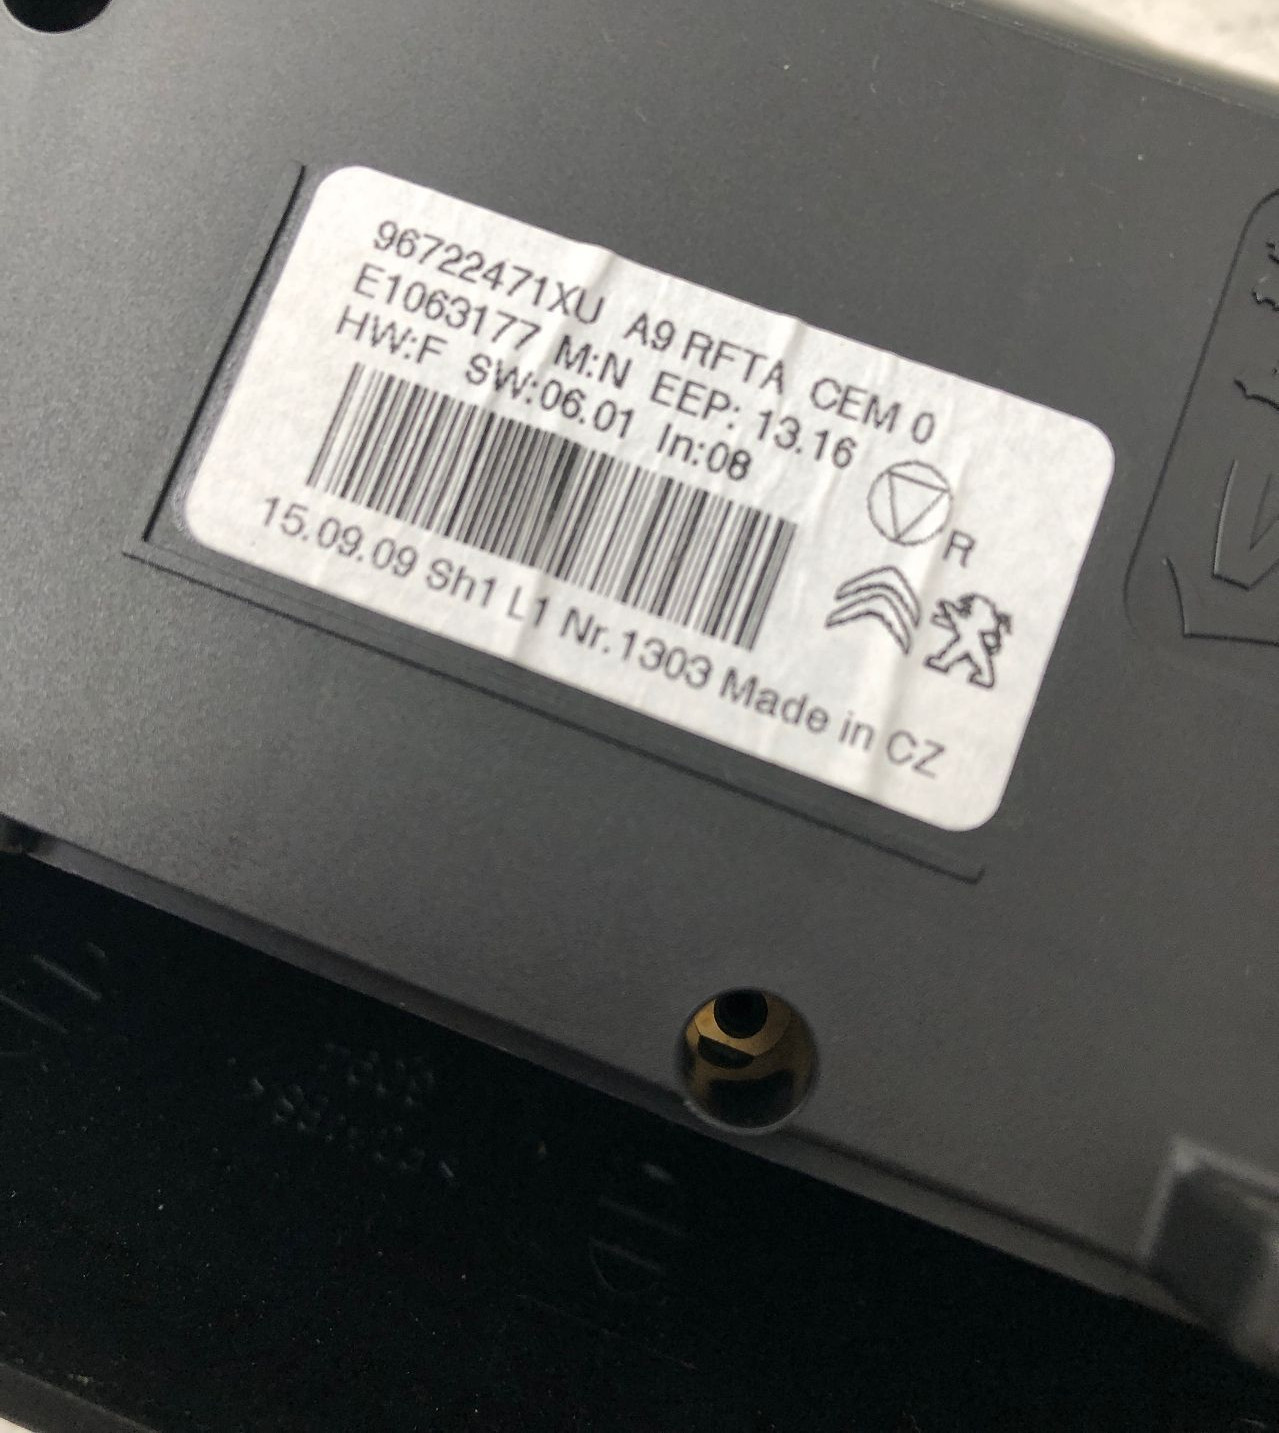 96722471XU A9 RFTA CEM 0
E1063177 M:N EEP: 13.16
HW:F SW:06.01 In:08
R
15.09.09 Sh1 L1 Nr.1303 Made in CZ